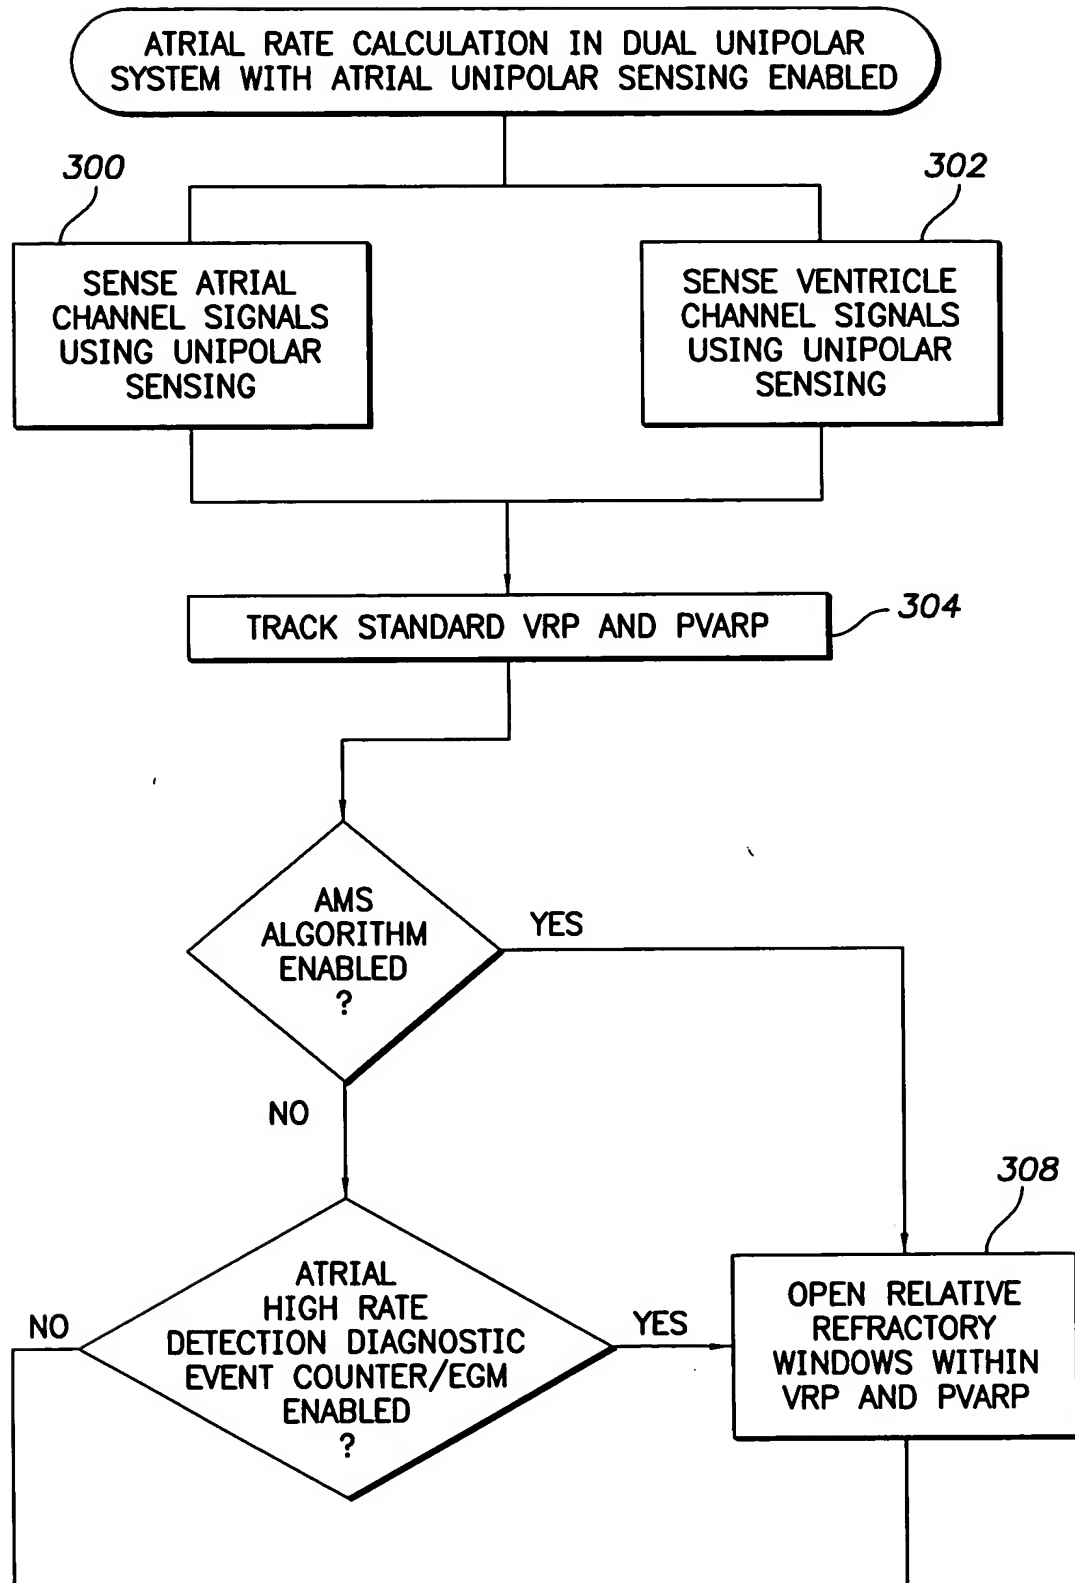 ATRIAL RATE CALCULATION IN DUAL UNIPOLAR
SYSTEM WITH ATRIAL UNIPOLAR SENSING ENABLED
300
302
SENSE ATRIAL
CHANNEL SIGNALS
USING UNIPOLAR
SENSING
SENSE VENTRICLE
CHANNEL SIGNALS
USING UNIPOLAR
SENSING
TRACK STANDARD VRP AND PVARP
304
AMS
ALGORITHM
ENABLED
?
YES
NO
308
ATRIAL
HIGH RATE
DETECTION DIAGNOSTIC
EVENT COUNTER/EGM
ENABLED
?
NO
YES
OPEN RELATIVE
REFRACTORY
WINDOWS WITHIN
VRP AND PVARP